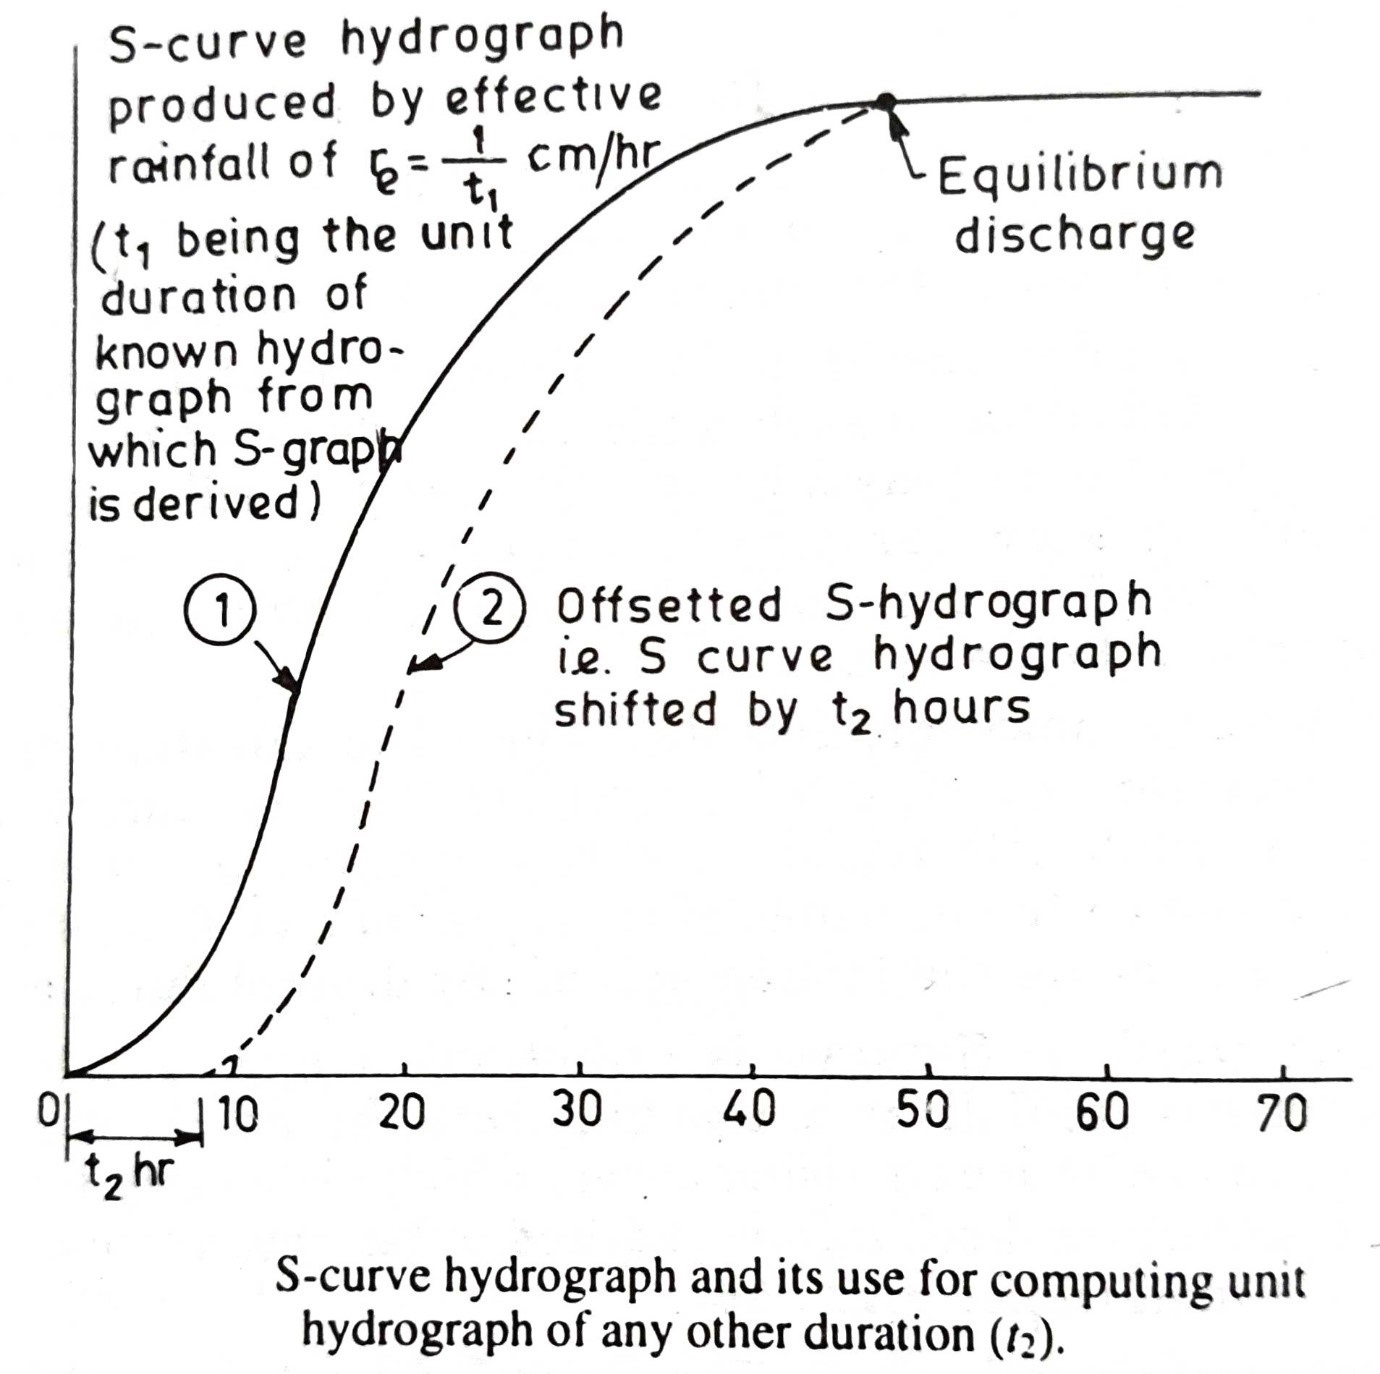 S-curve hydrograph
produced by effective
rainfall of re = 1/t1 cm/hr
(t1 being the unit
duration of
known hydro-
graph from
which S-graph
is derived)
Equilibrium
discharge
1
2 Offsetted S-hydrograph
i.e. S curve hydrograph
shifted by t2 hours
0 10 20 30 40 50 60 70
t2 hr
S-curve hydrograph and its use for computing unit
hydrograph of any other duration (t2).